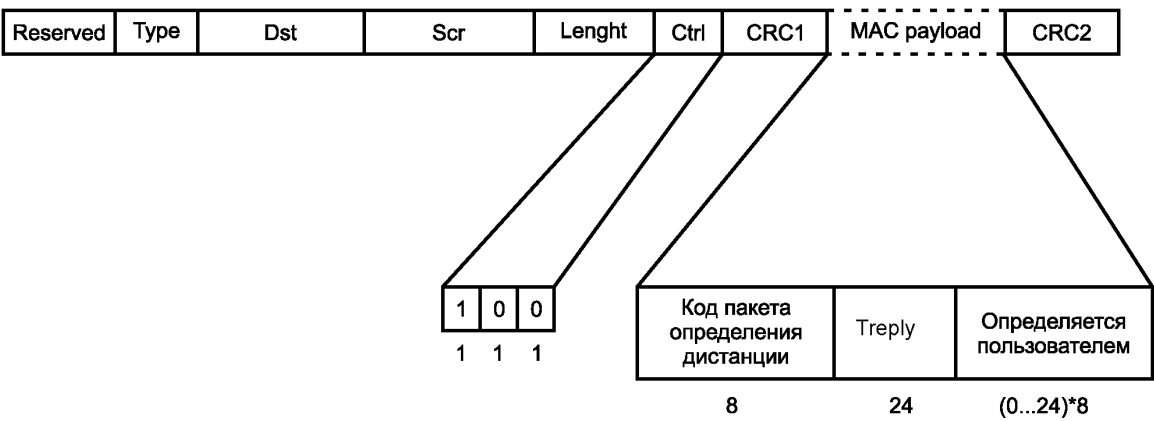 Reserved Type Dst Scr Lenght Ctrl CRC1 MAC payload CRC2
1 0 0
1 1 1
Код пакета
определения
дистанции
Treply
Определяется
пользователем
8 24 (0...24)*8